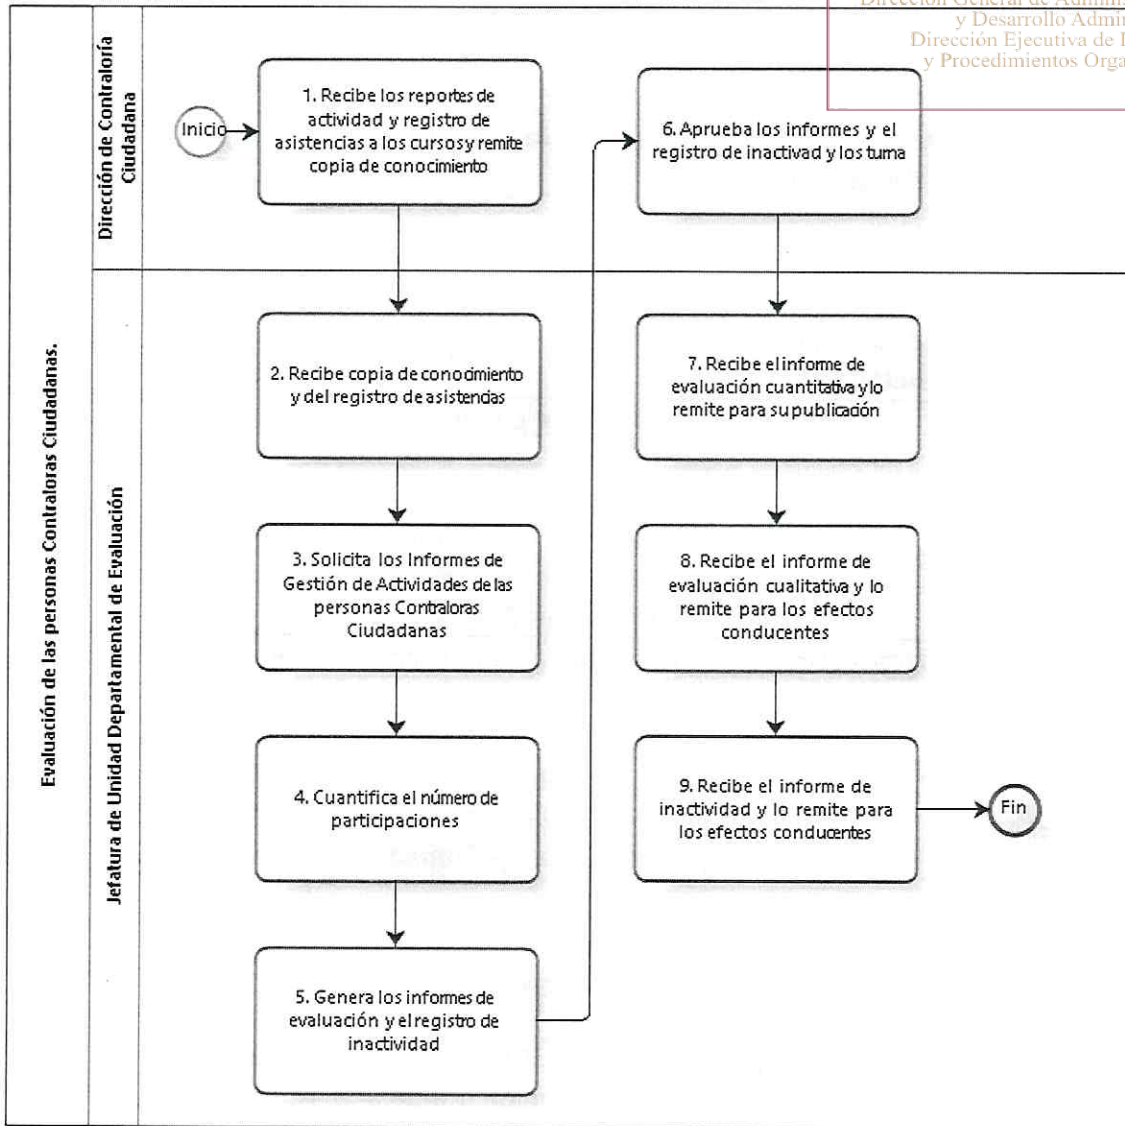 Dirección General de Adminis
y Desarrollo Admin
Dirección Ejecutiva de
y Procedimientos Orga
Evaluación de las personas Contraloras Ciudadanas.
Dirección de Contraloría
Ciudadana
Inicio
1. Recibe los reportes de
actividad y registro de
asistencias a los cursos y remite
copia de conocimiento
6. Aprueba los informes y el
registro de inactivad y los turna
Jefatura de Unidad Departamental de Evaluación
2. Recibe copia de conocimiento
y del registro de asistencias
3. Solicita los Informes de
Gestión de Actividades de las
personas Contraloras
Ciudadanas
4. Cuantifica el número de
participaciones
5. Genera los informes de
evaluación y el registro de
inactividad
7. Recibe el informe de
evaluación cuantitativa y lo
remite para su publicación
8. Recibe el informe de
evaluación cualitativa y lo
remite para los efectos
conducentes
9. Recibe el informe de
inactividad y lo remite para
los efectos conducentes
Fin